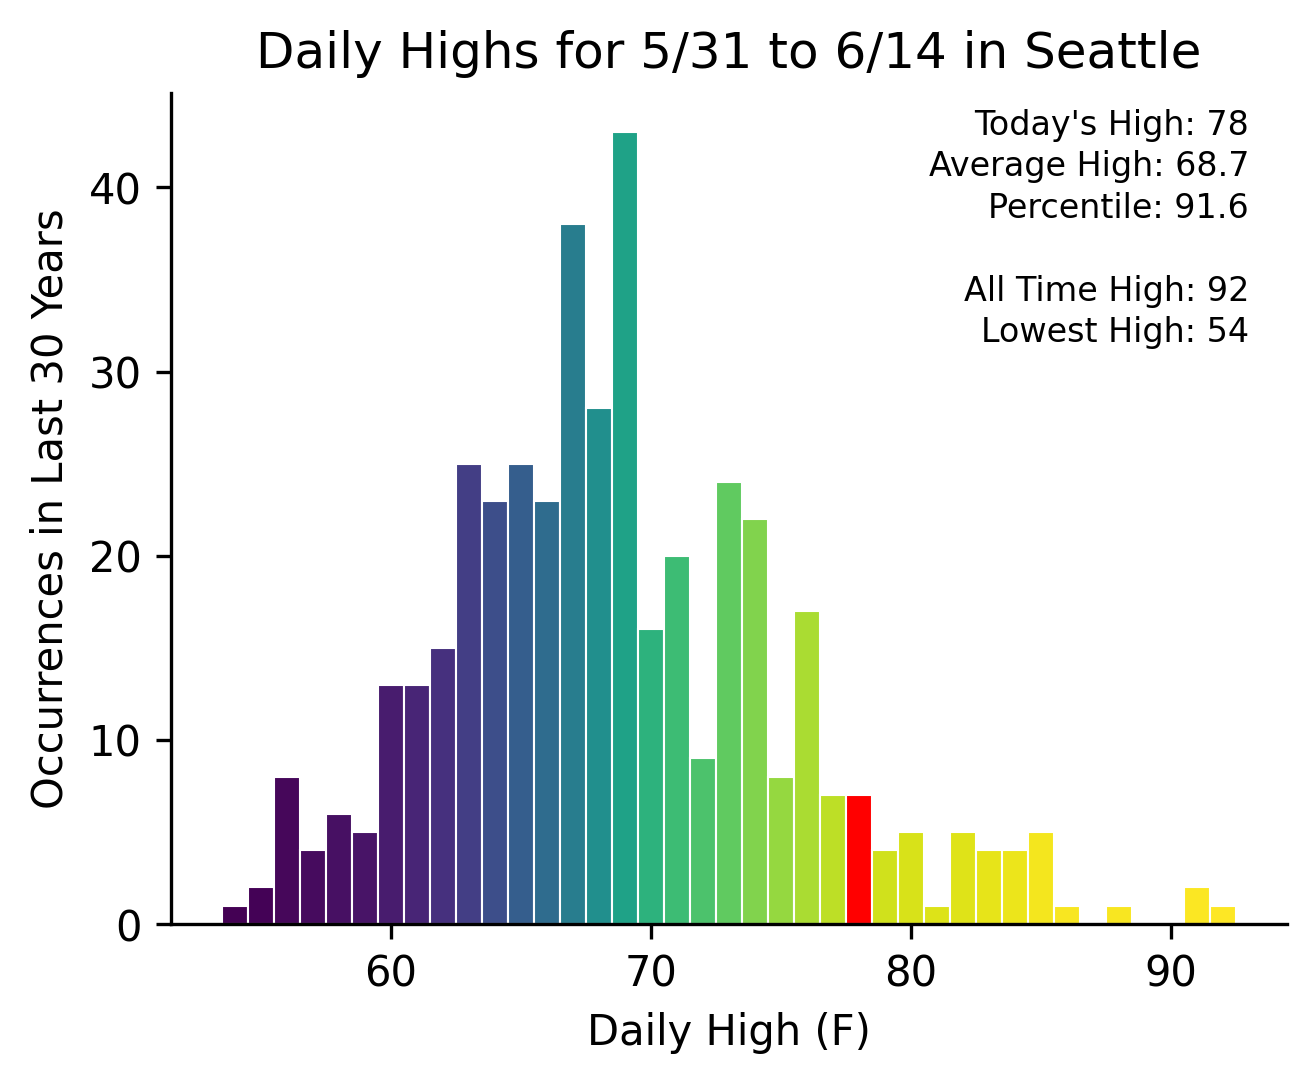 Daily Highs for 5/31 to 6/14 in Seattle
Today's High: 78
Average High: 68.7
Percentile: 91.6
All Time High: 92
Lowest High: 54
Occurrences in Last 30 Years
40
30
20
10
0
60 70 80 90
Daily High (F)